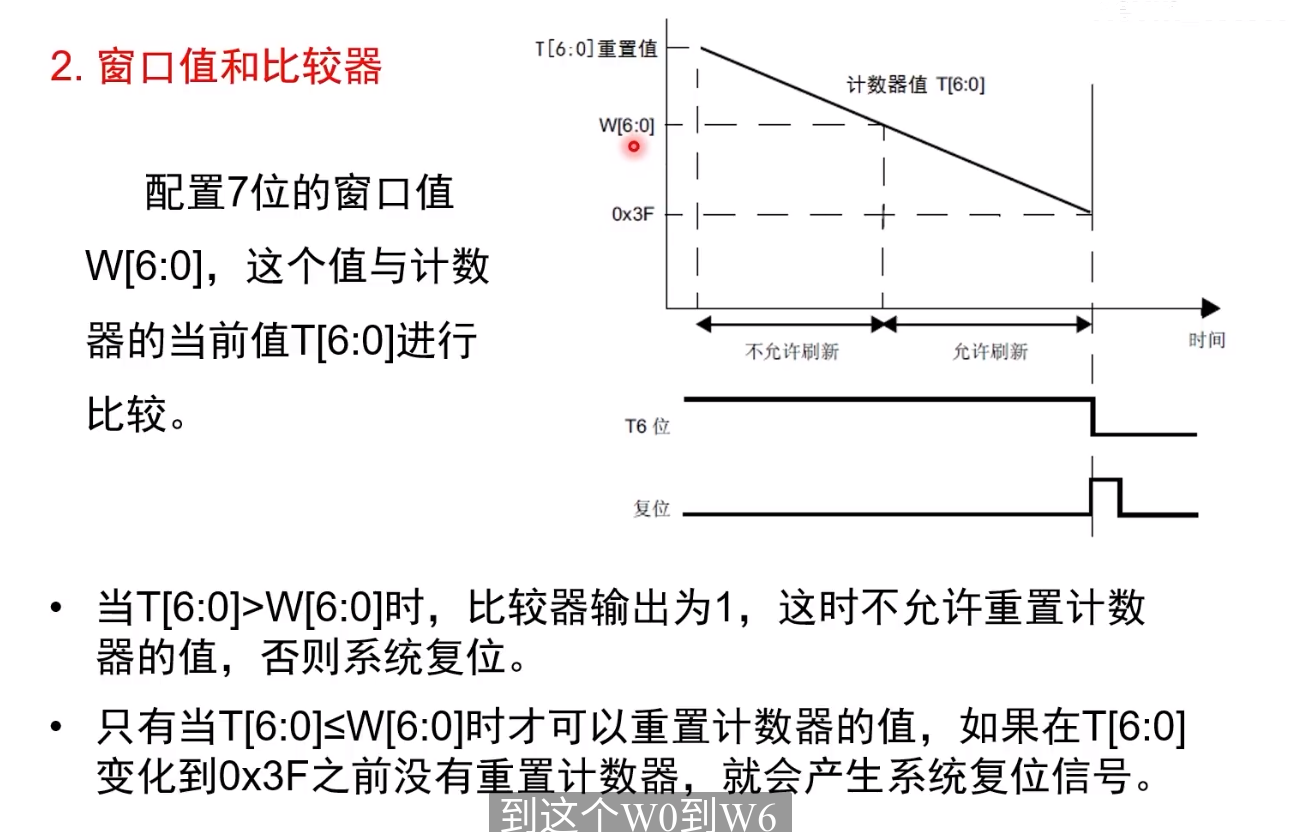 2. 窗口值和比较器
配置7位的窗口值
W[6:0]，这个值与计数
器的当前值T[6:0]进行
比较。
T[6:0]重置值
计数器值 T[6:0]
W[6:0]
0x3F
不允许刷新
允许刷新
时间
T6 位
复位
• 当T[6:0]>W[6:0]时，比较器输出为1，这时不允许重置计数
器的值，否则系统复位。
• 只有当T[6:0]≤W[6:0]时才可以重置计数器的值，如果在T[6:0]
变化到0x3F之前没有重置计数器，就会产生系统复位信号。
到这个W0到W6